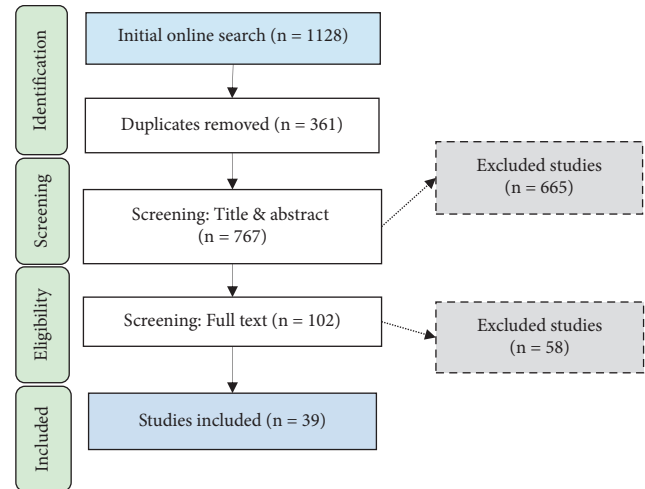 Identification
Initial online search (n = 1128)
Duplicates removed (n = 361)
Screening
Screening: Title & abstract
(n = 767)
Excluded studies
(n = 665)
Eligibility
Screening: Full text (n = 102)
Excluded studies
(n = 58)
Included
Studies included (n = 39)